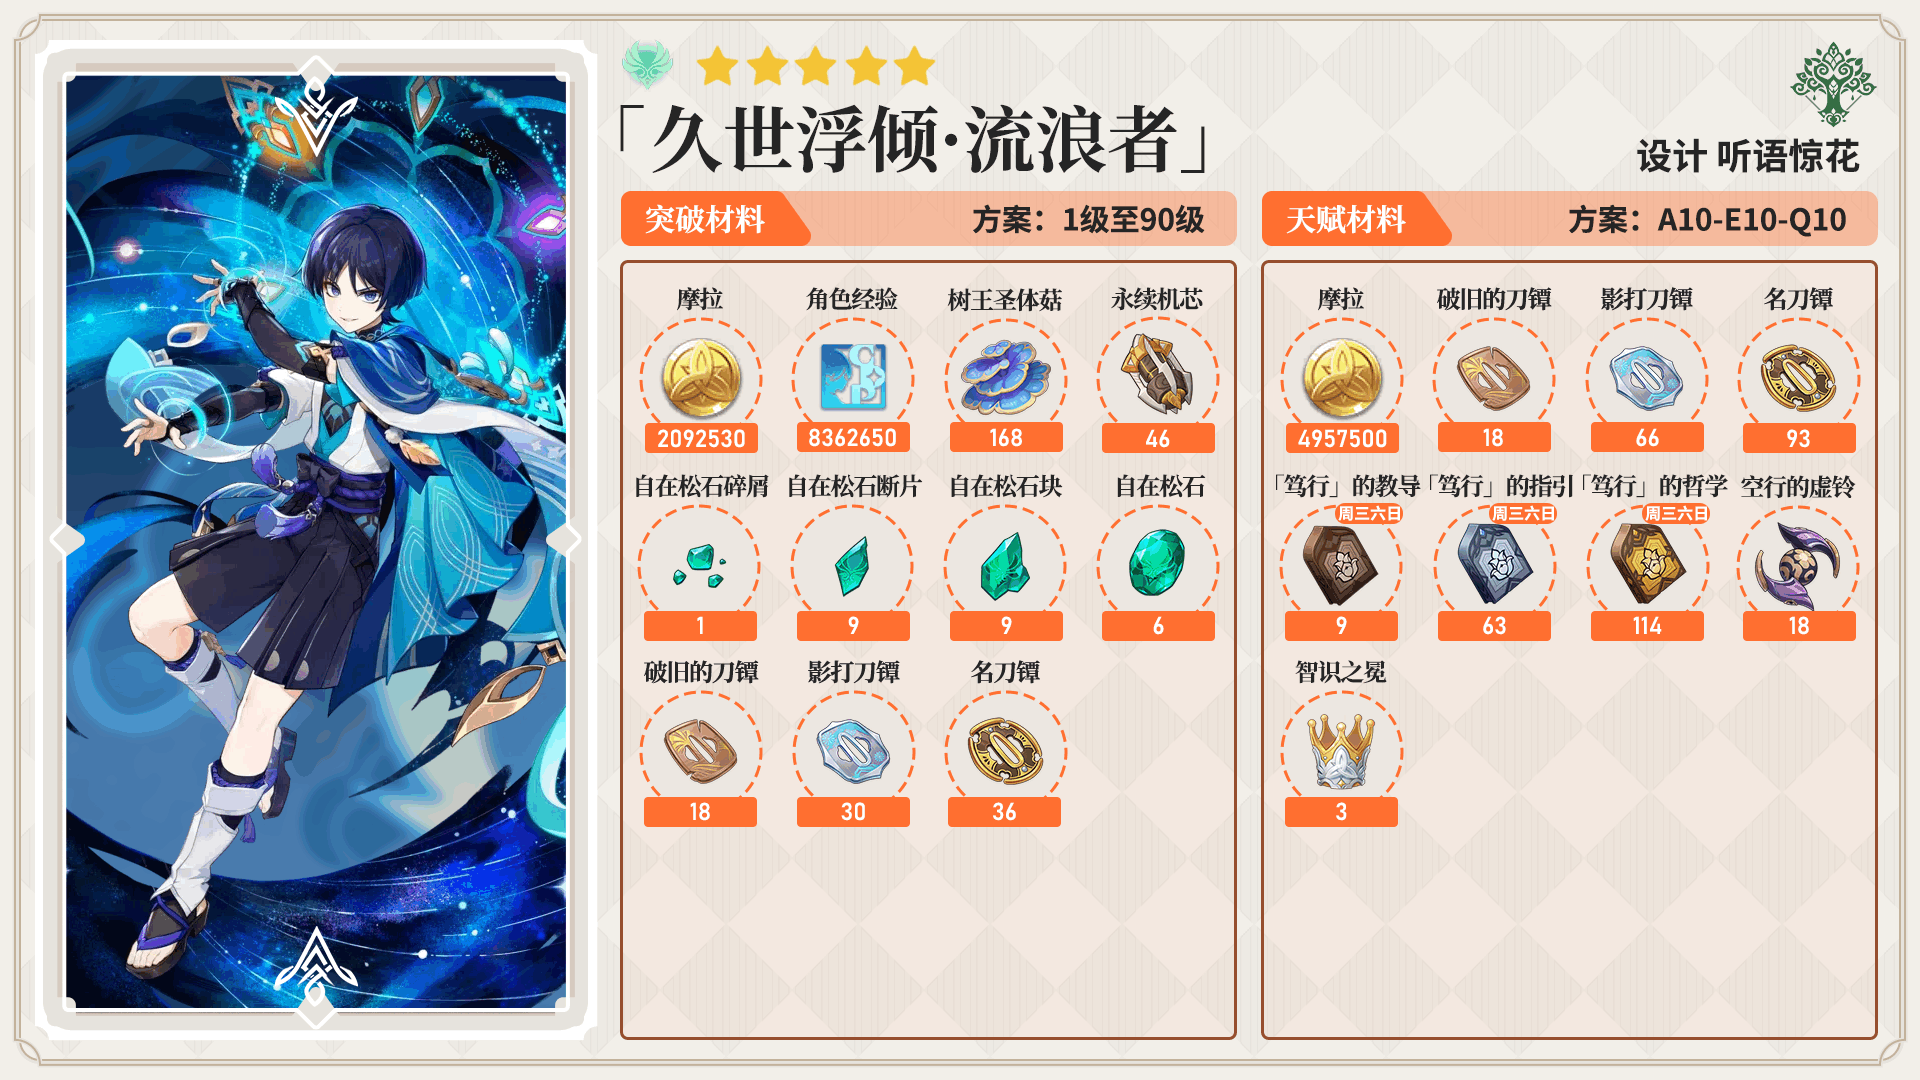 「久世浮倾·流浪者」
设计 听语惊花
突破材料 方案：1级至90级
摩拉 角色经验 树王圣体菇 永续机芯
2092530 8362650 168 46
自在松石碎屑 自在松石断片 自在松石块 自在松石
1 9 9 6
破旧的刀镡 影打刀镡 名刀镡
18 30 36
天赋材料 方案：A10-E10-Q10
摩拉 破旧的刀镡 影打刀镡 名刀镡
4957500 18 66 93
「笃行」的教导 「笃行」的指引 「笃行」的哲学 空行的虚铃
周三六日 周三六日 周三六日
9 63 114 18
智识之冕
3